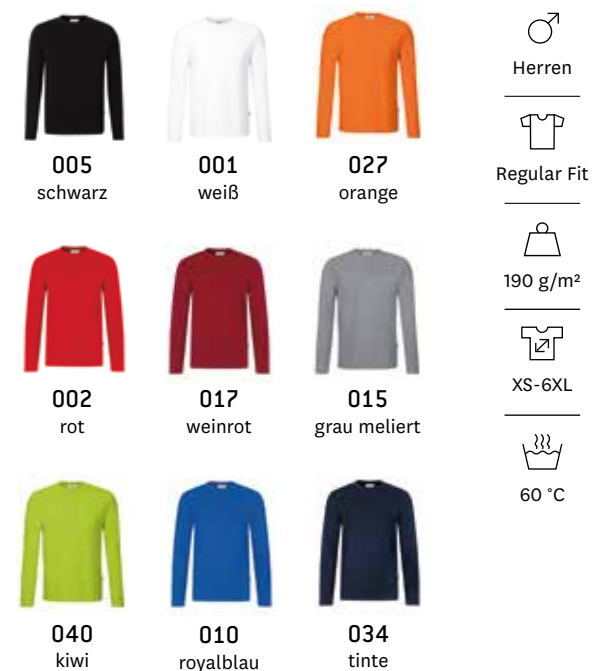 005
schwarz
001
weiß
027
orange
002
rot
017
weinrot
015
grau meliert
040
kiwi
010
royalblau
034
tinte
Herren
Regular Fit
190 g/m²
XS-6XL
60 °C